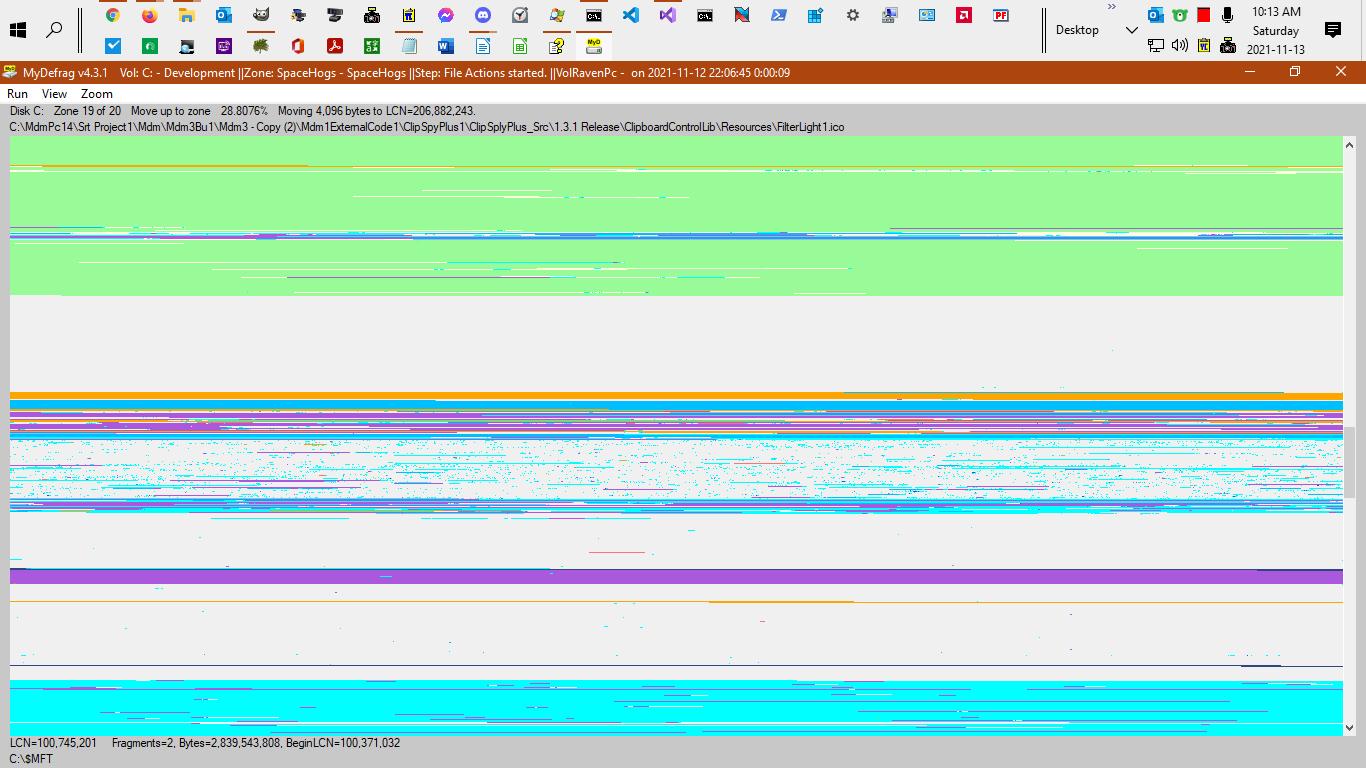 10:13 AM
Desktop
Saturday
2021-11-13
MyDefrag v4.3.1 Vol: C: - Development ||Zone: SpaceHogs - SpaceHogs ||Step: File Actions started. ||VolRavenPc - on 2021-11-12 22:06:45 0:00:09
Run View Zoom
Disk C: Zone 19 of 20 Move up to zone 28.8076% Moving 4,096 bytes to LCN=206,882,243.
C:\MdmPc14\Srt Project1\Mdm\Mdm3Bu1\Mdm3 - Copy (2)\Mdm1ExternalCode1\ClipSpyPlus1\ClipSplyPlus_Src\1.3.1 Release\ClipboardControlLib\Resources\FilterLight1.ico
LCN=100,745,201 Fragments=2, Bytes=2,839,543,808, BeginLCN=100,371,032
C:\$MFT